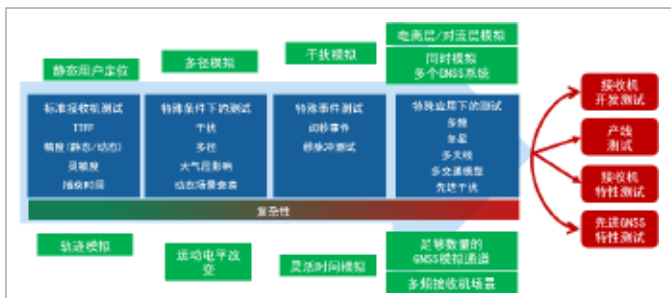 电离层/对流层模拟
干扰模拟
多径模拟
静态用户定位
同时模拟
多个GNSS系统
标准接收机测试
TTFF
精度(静态/动态)
灵敏度
捕获时间
特殊条件下的测试
干扰
多径
大气层影响
动态场景变弃
特殊事件测试
闰秒事件
秒脉冲测试
特殊应用下的测试
多频
多星
多天线
多交通模型
先进干扰
复杂性
轨迹模拟
运动电平改
变
灵活时间模拟
足够数量的
GNSS模拟通道
多频接收机场景
接收机
开发测试
产线
测试
接收机
特性测试
先进GNSS
特性测试